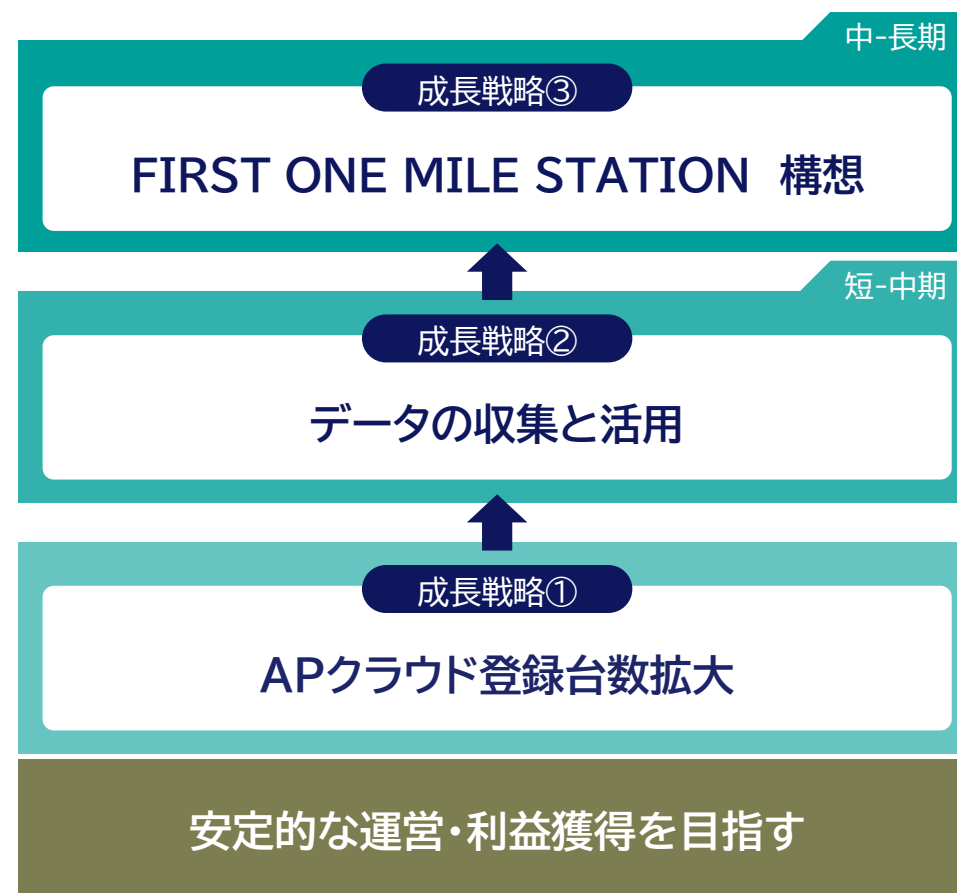 中-長期
成長戦略③
FIRST ONE MILE STATION 構想
短-中期
成長戦略②
データの収集と活用
成長戦略①
APクラウド登録台数拡大
安定的な運営・利益獲得を目指す